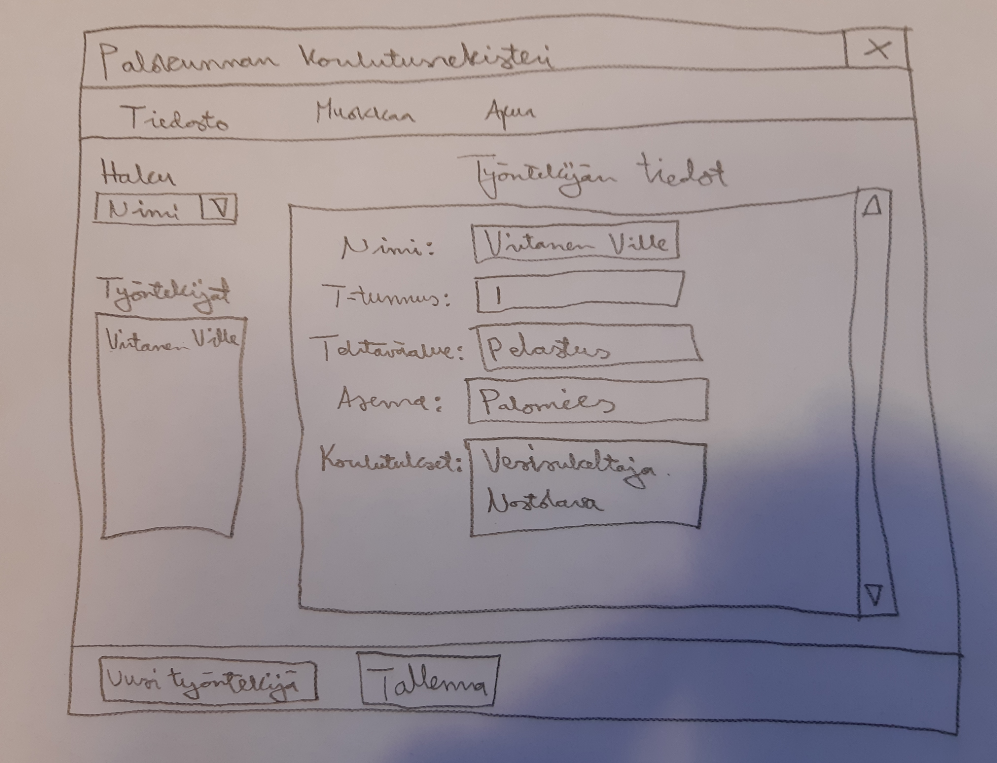 Palokunnan Koulutusrekisteri X
Tiedosto Muokkaa Apua
Haku
Nimi
Työntekijän tiedot
Nimi: Virtanen Ville
T-tunnus: 1
Työntekijät
Virtanen Ville
Tehtäväalue: Pelastus
Asema: Palomies
Koulutukset: Vesisukeltaja
Nostolava
Uusi työntekijä Tallenna